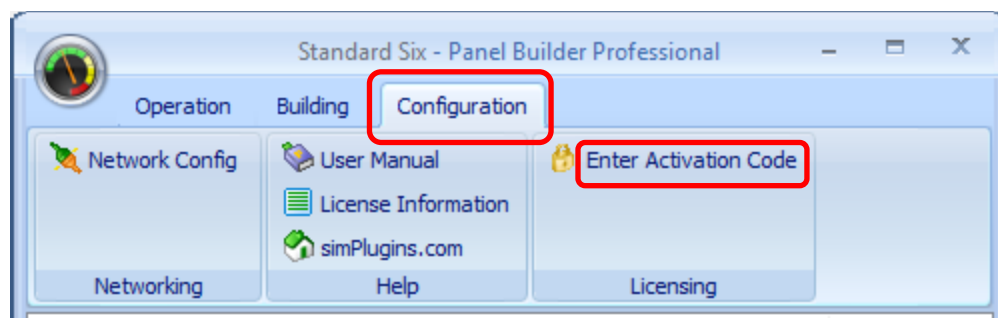 Standard Six - Panel Builder Professional
Operation Building Configuration
Network Config User Manual Enter Activation Code
License Information
simPlugins.com
Networking Help Licensing